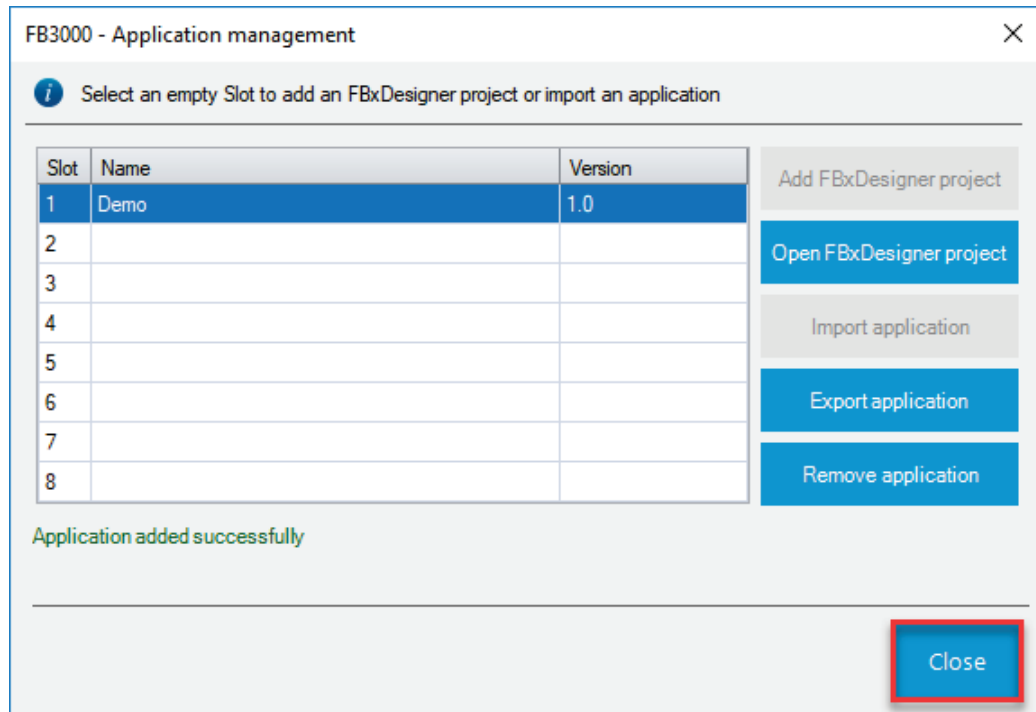 FB3000 - Application management
Select an empty Slot to add an FBxDesigner project or import an application
Slot Name Version
1 Demo 1.0
2
3
4
5
6
7
8
Add FBxDesigner project
Open FBxDesigner project
Import application
Export application
Remove application
Application added successfully
Close